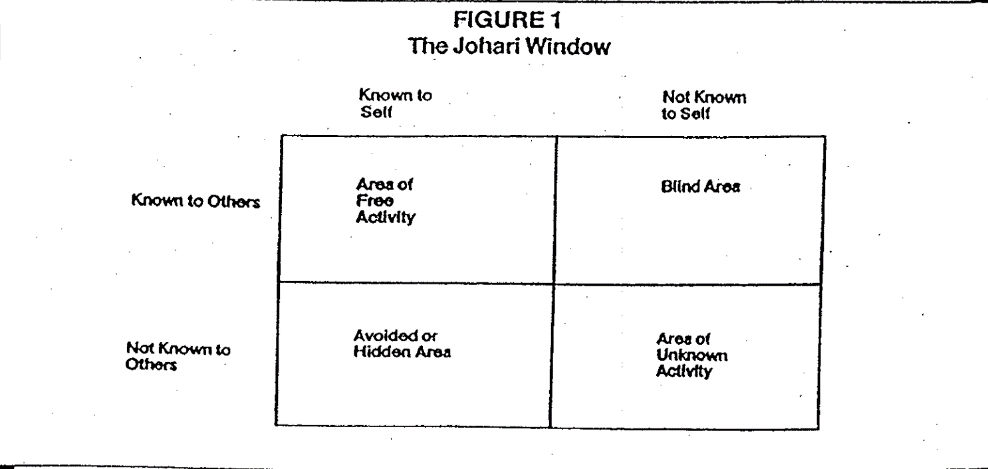 FIGURE 1
The Johari Window
Known to
Self
Not Known
to Self
Known to Others
Area of
Free
Activity
Blind Area
Not Known to
Others
Avoided or
Hidden Area
Area of
Unknown
Activity